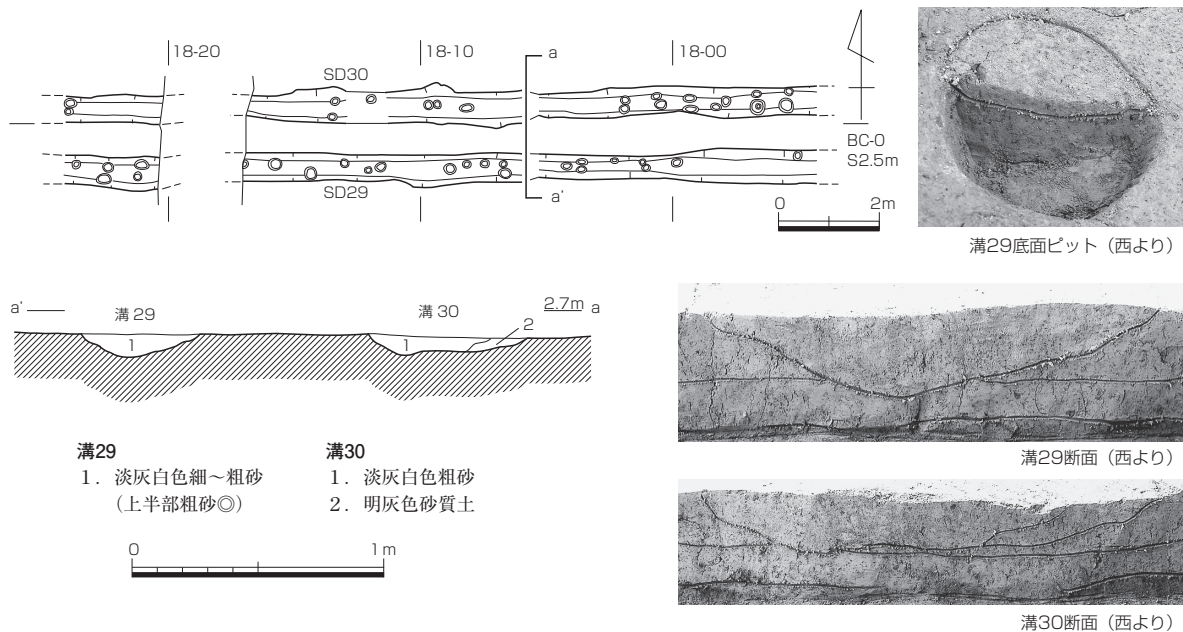 18-20
18-10
18-00
a
SD30
SD29
a'
BC-0
S2.5m
0 2m
溝29底面ピット（西より）
a'
溝29
溝30
2.7m a
1
1
2
溝29
1．淡灰白色細～粗砂
（上半部粗砂◎）
溝30
1．淡灰白色粗砂
2．明灰色砂質土
0 1m
溝29断面（西より）
溝30断面（西より）